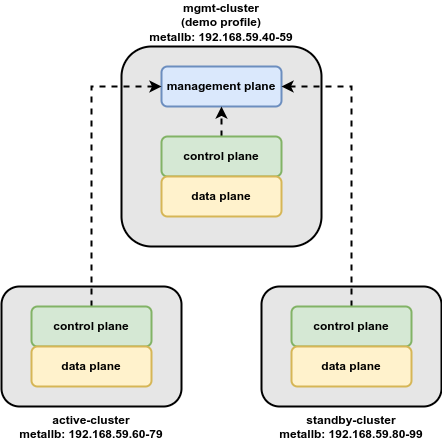 mgmt-cluster
(demo profile)
metallb: 192.168.59.40-59
management plane
control plane
data plane
control plane
data plane
active-cluster
metallb: 192.168.59.60-79
control plane
data plane
standby-cluster
metallb: 192.168.59.80-99